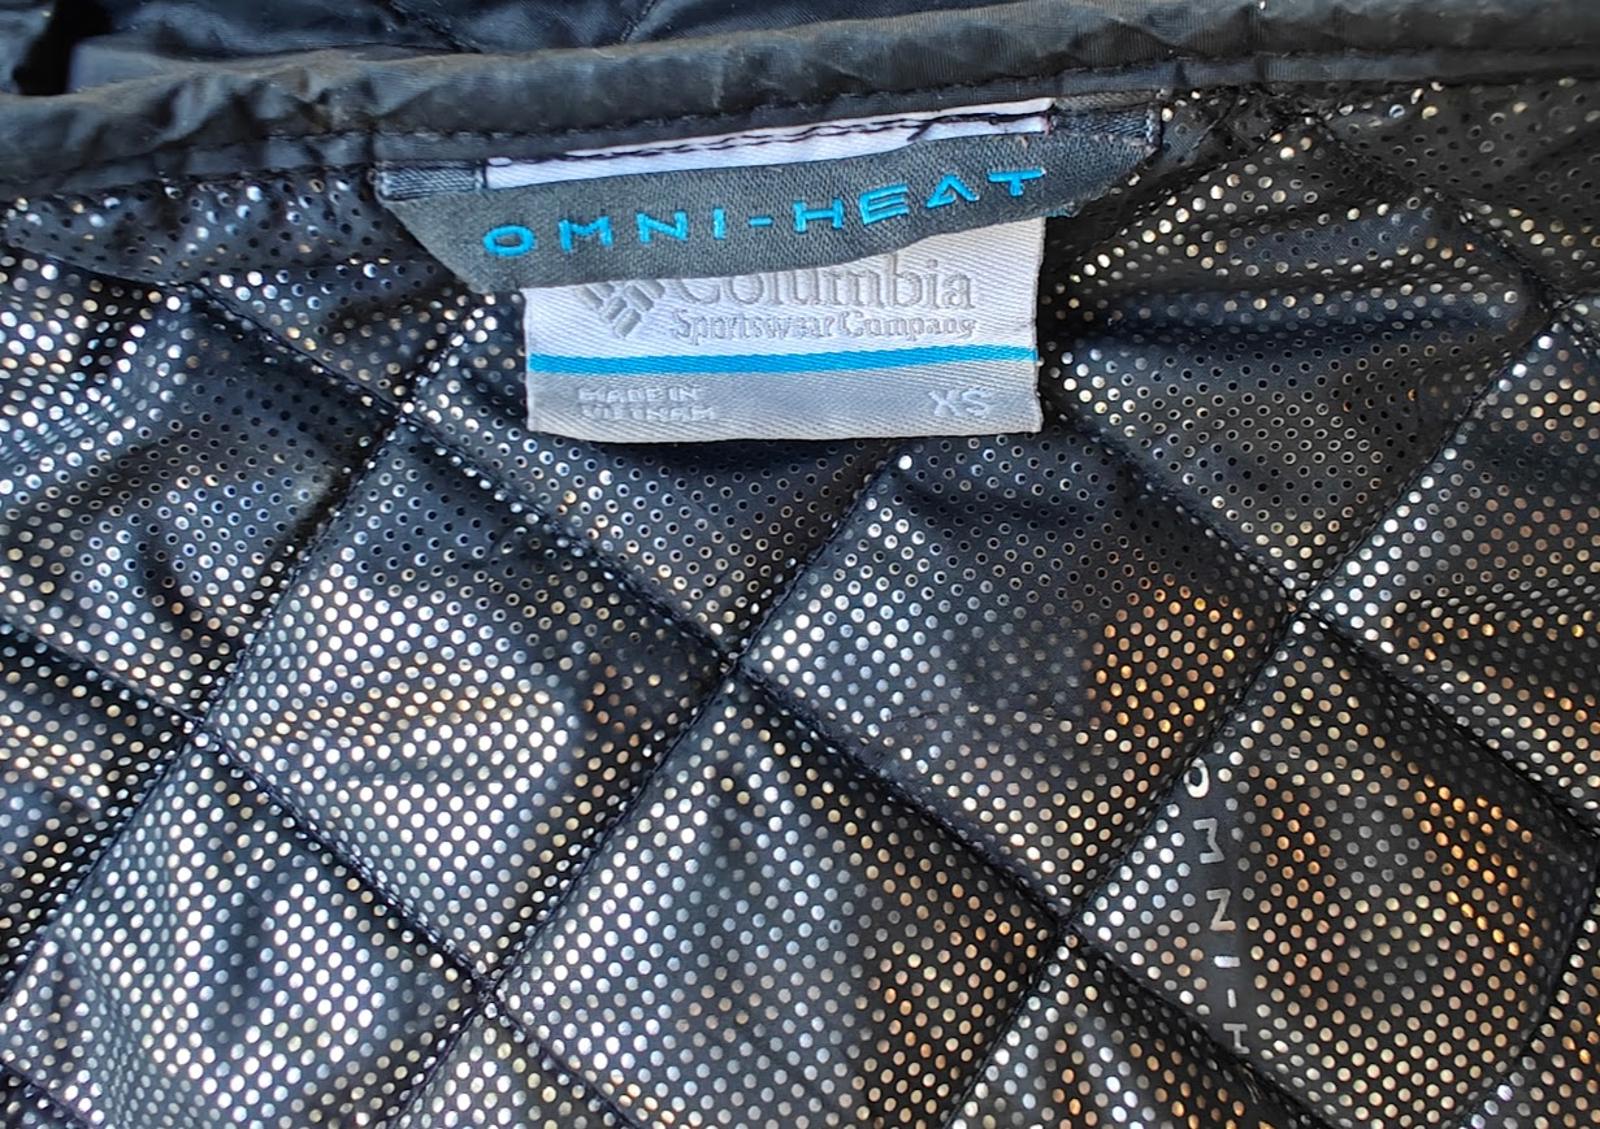 OMNI-HEAT
Columbia
Sportswear Company
MADE IN
VIETNAM
XS
OMNI-H